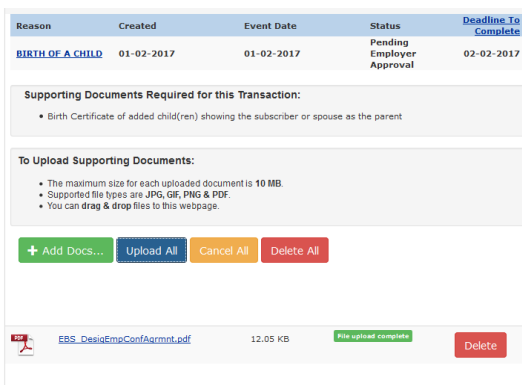 Reason Created Event Date Status Deadline To Complete
BIRTH OF A CHILD 01-02-2017 01-02-2017 Pending Employer Approval 02-02-2017
Supporting Documents Required for this Transaction:
• Birth Certificate of added child(ren) showing the subscriber or spouse as the parent
To Upload Supporting Documents:
• The maximum size for each uploaded document is 10 MB.
• Supported file types are JPG, GIF, PNG & PDF.
• You can drag & drop files to this webpage.
+ Add Docs... Upload All Cancel All Delete All
PDF EBS_DesigEmpConfAgrmnt.pdf 12.05 KB File upload complete Delete